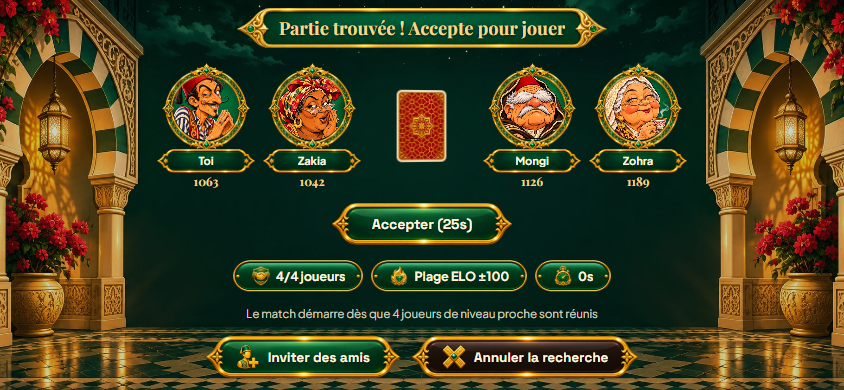 Partie trouvée ! Accepte pour jouer
Toi
Zakia
Mongi
Zohra
1063
1042
1126
1189
Accepter (25s)
4/4 joueurs
Plage ELO ±100
0s
Le match démarre dès que 4 joueurs de niveau proche sont réunis
Inviter des amis
Annuler la recherche